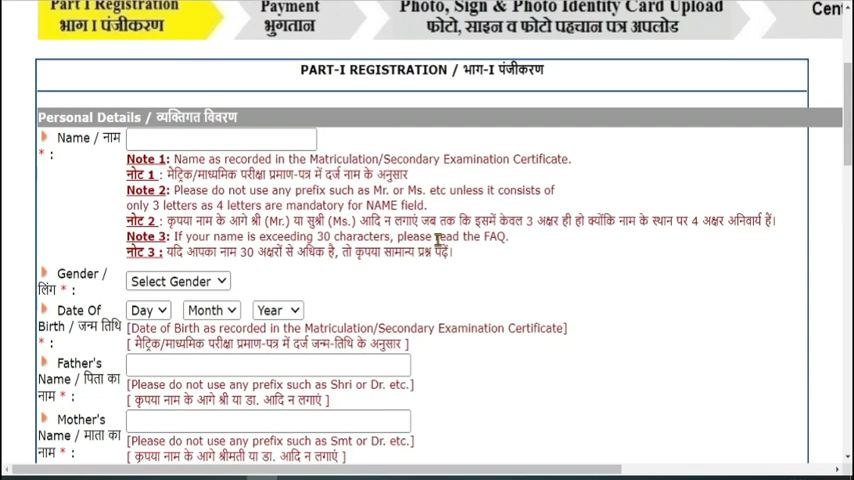 Part I Registration
भाग I पंजीकरण
Payment
भुगतान
Photo, Sign & Photo Identity Card Upload
फोटो, साइन व फोटो पहचान पत्र अपलोड
Cen
PART-I REGISTRATION / भाग-I पंजीकरण
Personal Details / व्यक्तिगत विवरण
Name / नाम
* :
Note 1: Name as recorded in the Matriculation/Secondary Examination Certificate.
नोट 1 : मेट्रिक/माध्यमिक परीक्षा प्रमाण-पत्र में दर्ज नाम के अनुसार
Note 2: Please do not use any prefix such as Mr. or Ms. etc unless it consists of
only 3 letters as 4 letters are mandatory for NAME field.
नोट 2 : कृपया नाम के आगे श्री (Mr.) या सुश्री (Ms.) आदि न लगाएं जब तक कि इसमें केवल 3 अक्षर ही हो क्योंकि नाम के स्थान पर 4 अक्षर अनिवार्य हैं।
Note 3: If your name is exceeding 30 characters, please read the FAQ.
नोट 3 : यदि आपका नाम 30 अक्षरों से अधिक है, तो कृपया सामान्य प्रश्न पढ़ें।
Gender /
लिंग * :
Select Gender
Date Of
Birth / जन्म तिथि
* :
Day Month Year
[Date of Birth as recorded in the Matriculation/Secondary Examination Certificate]
[ मैट्रिक/माध्यमिक परीक्षा प्रमाण-पत्र में दर्ज जन्म-तिथि के अनुसार ]
Father's
Name / पिता का
नाम * :
[Please do not use any prefix such as Shri or Dr. etc.]
[ कृपया नाम के आगे श्री या डा. आदि न लगाएं ]
Mother's
Name / माता का
नाम * :
[Please do not use any prefix such as Smt or Dr. etc.]
[ कृपया नाम के आगे श्रीमती या डा. आदि न लगाएं ]